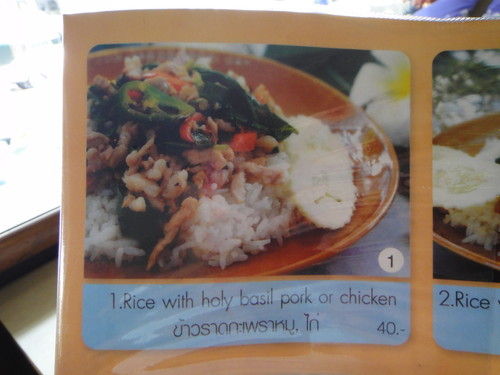 1
1.Rice with holy basil pork or chicken
ข้าวราดกะเพราหมู, ไก่ 40.-
2.Rice